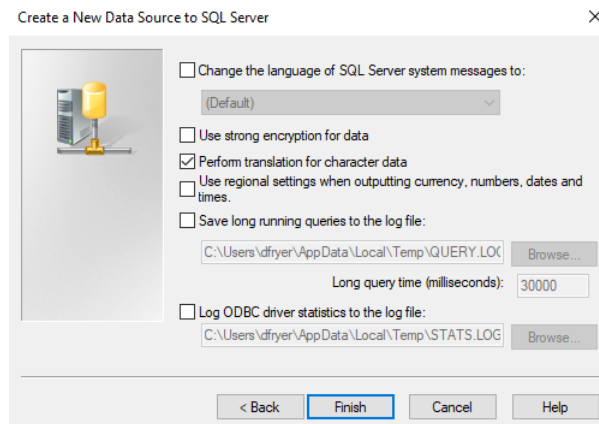 Create a New Data Source to SQL Server
Change the language of SQL Server system messages to:
(Default)
Use strong encryption for data
Perform translation for character data
Use regional settings when outputting currency, numbers, dates and
times.
Save long running queries to the log file:
C:\Users\dfryer\AppData\Local\Temp\QUERY.LO Browse...
Long query time (milliseconds): 30000
Log ODBC driver statistics to the log file:
C:\Users\dfryer\AppData\Local\Temp\STATS.LOG Browse...
< Back Finish Cancel Help